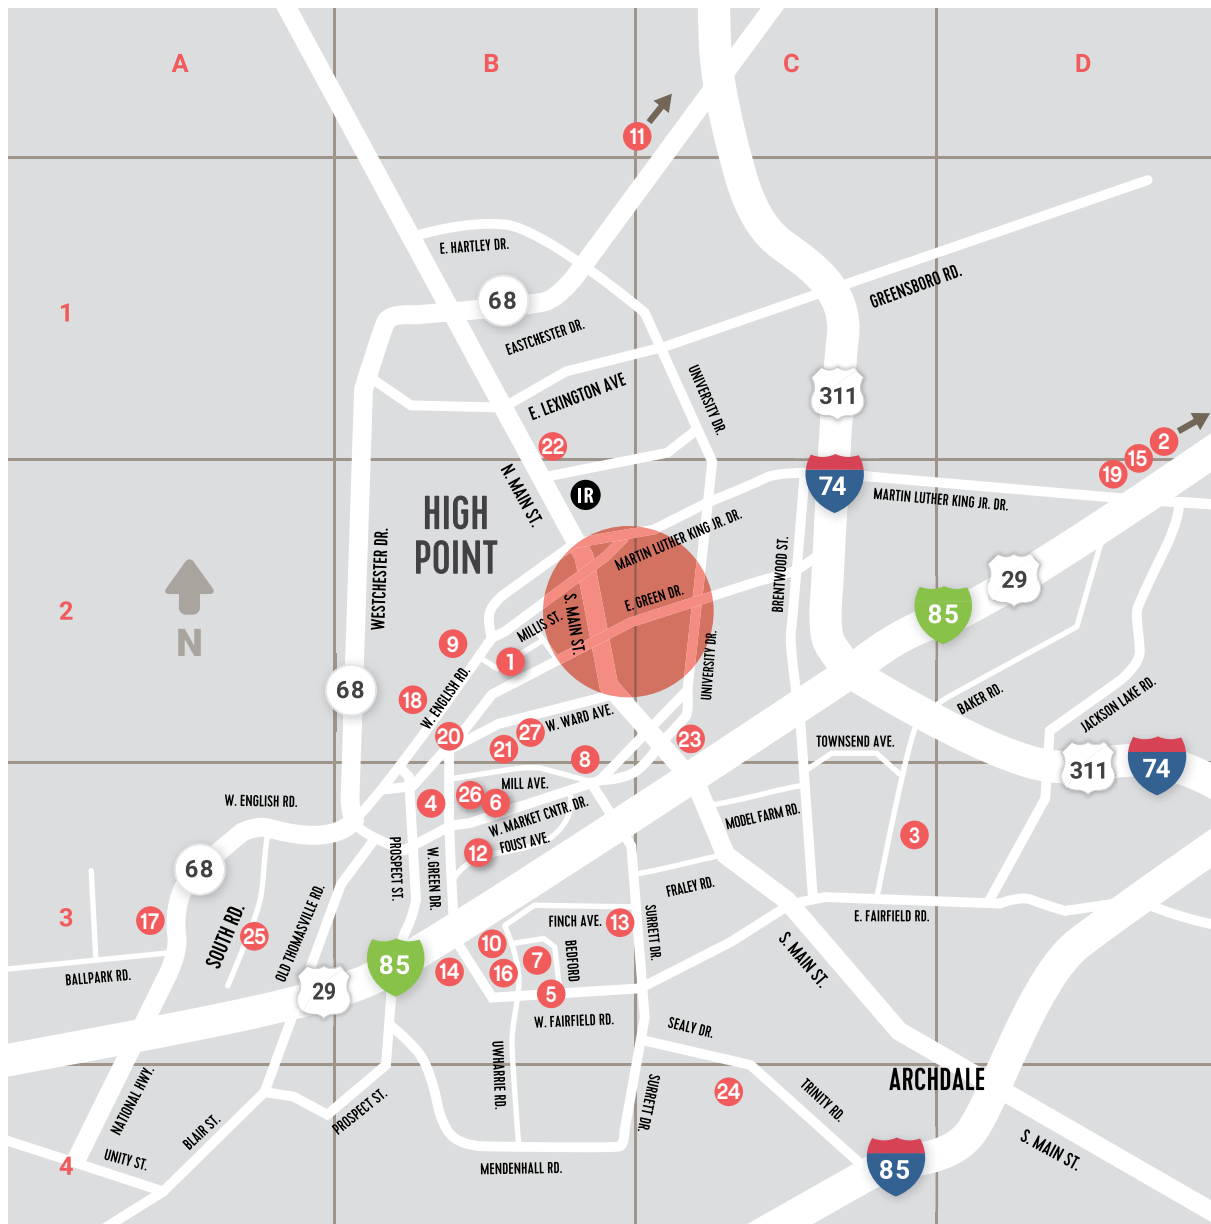 A
B
C
D
11
E. HARTLEY DR.
68
GREENSBORO RD.
1
EASTCHESTER DR.
UNIVERSITY DR.
E. LEXINGTON AVE
311
22
2
15
19
N. MAIN ST.
IR
74
MARTIN LUTHER KING JR. DR.
HIGH
POINT
MARTIN LUTHER KING JR. DR.
WESTCHESTER DR.
BRENTWOOD ST.
29
85
S. MAIN ST.
E. GREEN DR.
2
N
MILLIS ST.
9
1
UNIVERSITY DR.
68
18
W. ENGLISH RD.
BAKER RD.
JACKSON LAKE RD.
W. WARD AVE.
20
27
21
23
TOWNSEND AVE.
8
311
74
W. ENGLISH RD.
MILL AVE.
26
6
4
W. MARKET CNTR. DR.
MODEL FARM RD.
3
FOUST AVE.
12
PROSPECT ST.
W. GREEN DR.
68
FRALEY RD.
3
17
SOUTH RD.
25
OLD THOMASVILLE RD.
FINCH AVE.
13
SURRETT DR.
E. FAIRFIELD RD.
10
BEDFORD
7
S. MAIN ST.
BALLPARK RD.
85
14
16
29
5
W. FAIRFIELD RD.
SEALY DR.
UWHARRIE RD.
ARCHDALE
24
NATIONAL HWY.
PROSPECT ST.
SURRETT DR.
TRINITY RD.
BLAIR ST.
S. MAIN ST.
4
UNITY ST.
MENDENHALL RD.
85